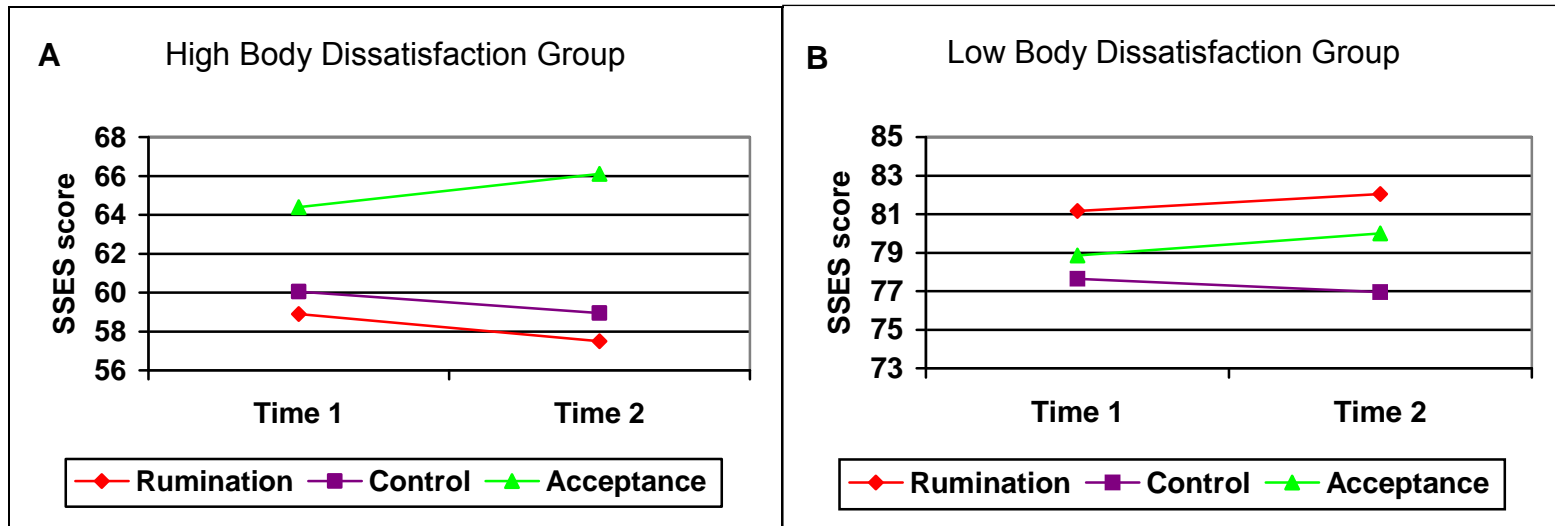 A
High Body Dissatisfaction Group
SSES score
68
66
64
62
60
58
56
Time 1 Time 2
Rumination Control Acceptance
B
Low Body Dissatisfaction Group
SSES score
85
83
81
79
77
75
73
Time 1 Time 2
Rumination Control Acceptance